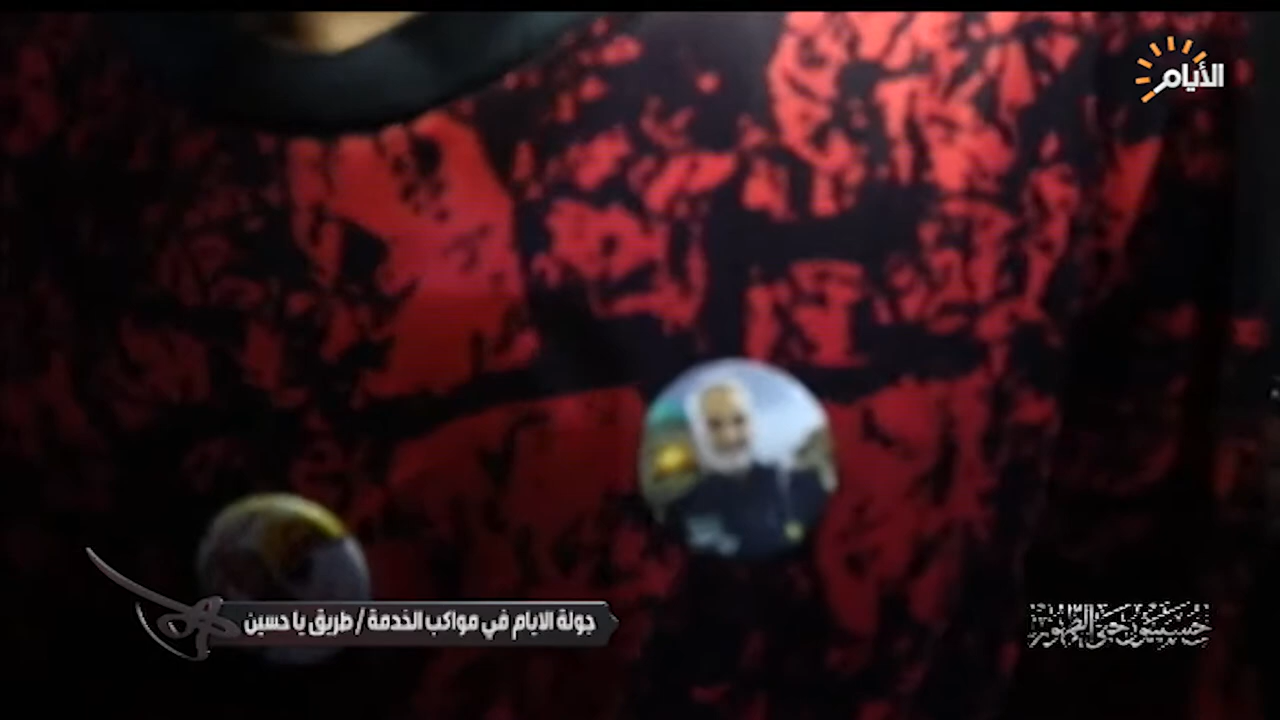 الأيام
جولة الايام في مواكب الخدمة / طريق يا حسين
حسينيون حتى الظهور